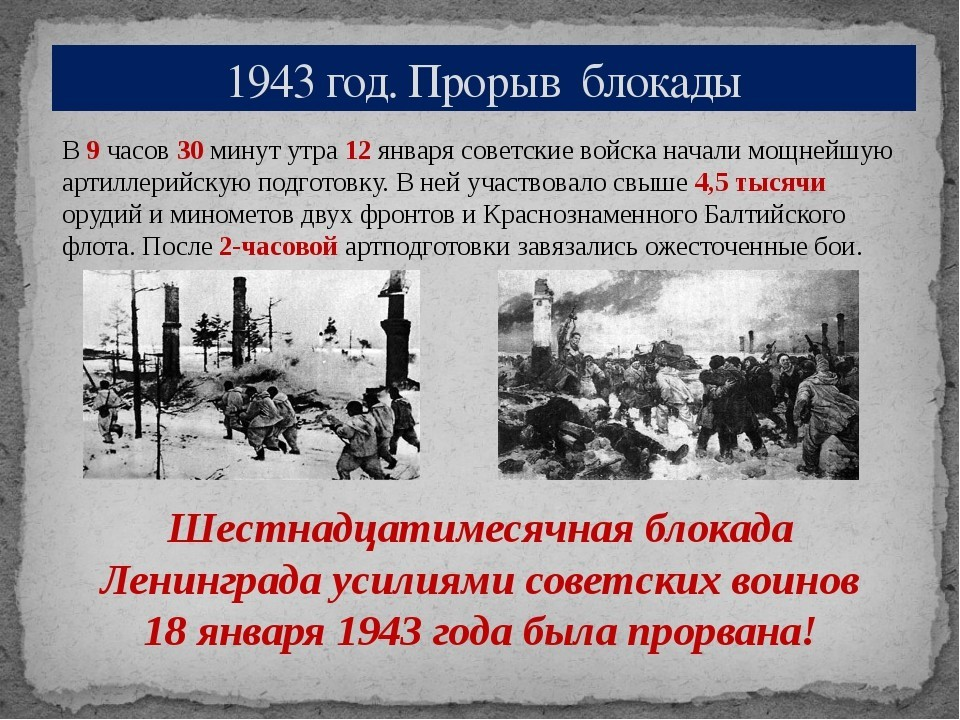 1943 год. Прорыв блокады
В 9 часов 30 минут утра 12 января советские войска начали мощнейшую
артиллерийскую подготовку. В ней участвовало свыше 4,5 тысячи
орудий и минометов двух фронтов и Краснознаменного Балтийского
флота. После 2-часовой артподготовки завязались ожесточенные бои.
Шестнадцатимесячная блокада
Ленинграда усилиями советских воинов
18 января 1943 года была прорвана!